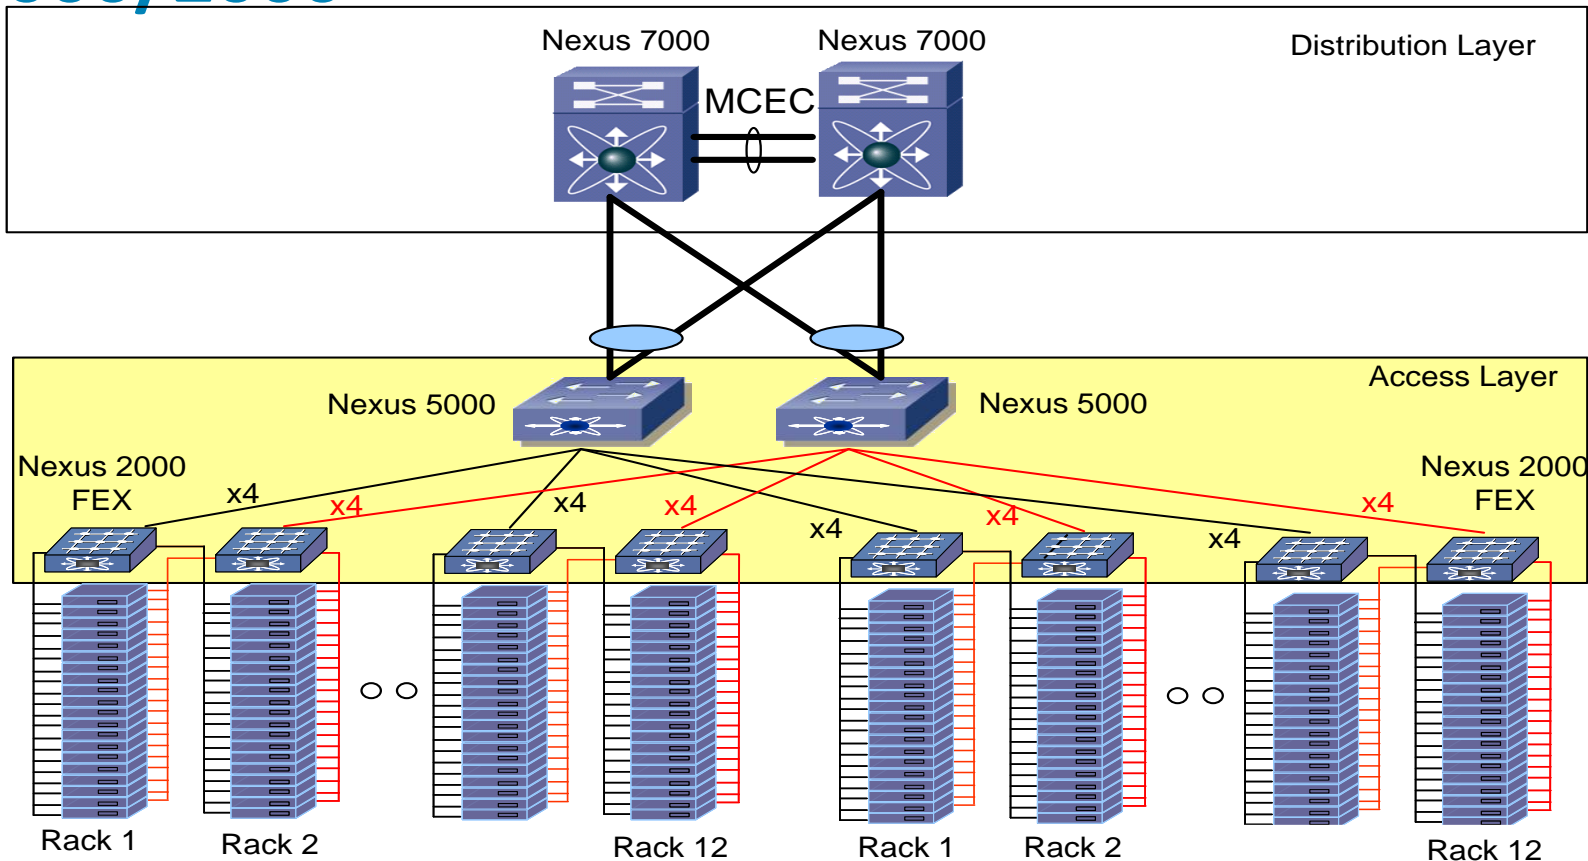 Nexus 7000
Nexus 7000
Distribution Layer
MCEC
Access Layer
Nexus 5000
Nexus 5000
Nexus 2000
FEX
Nexus 2000
FEX
x4
x4
x4
x4
x4
x4
x4
x4
Rack 1
Rack 2
Rack 12
Rack 1
Rack 2
Rack 12